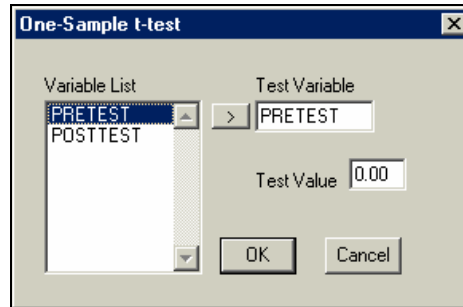 One-Sample t-test
Variable List
Test Variable
PRETEST
POSTTEST
>
PRETEST
Test Value
0.00
OK
Cancel